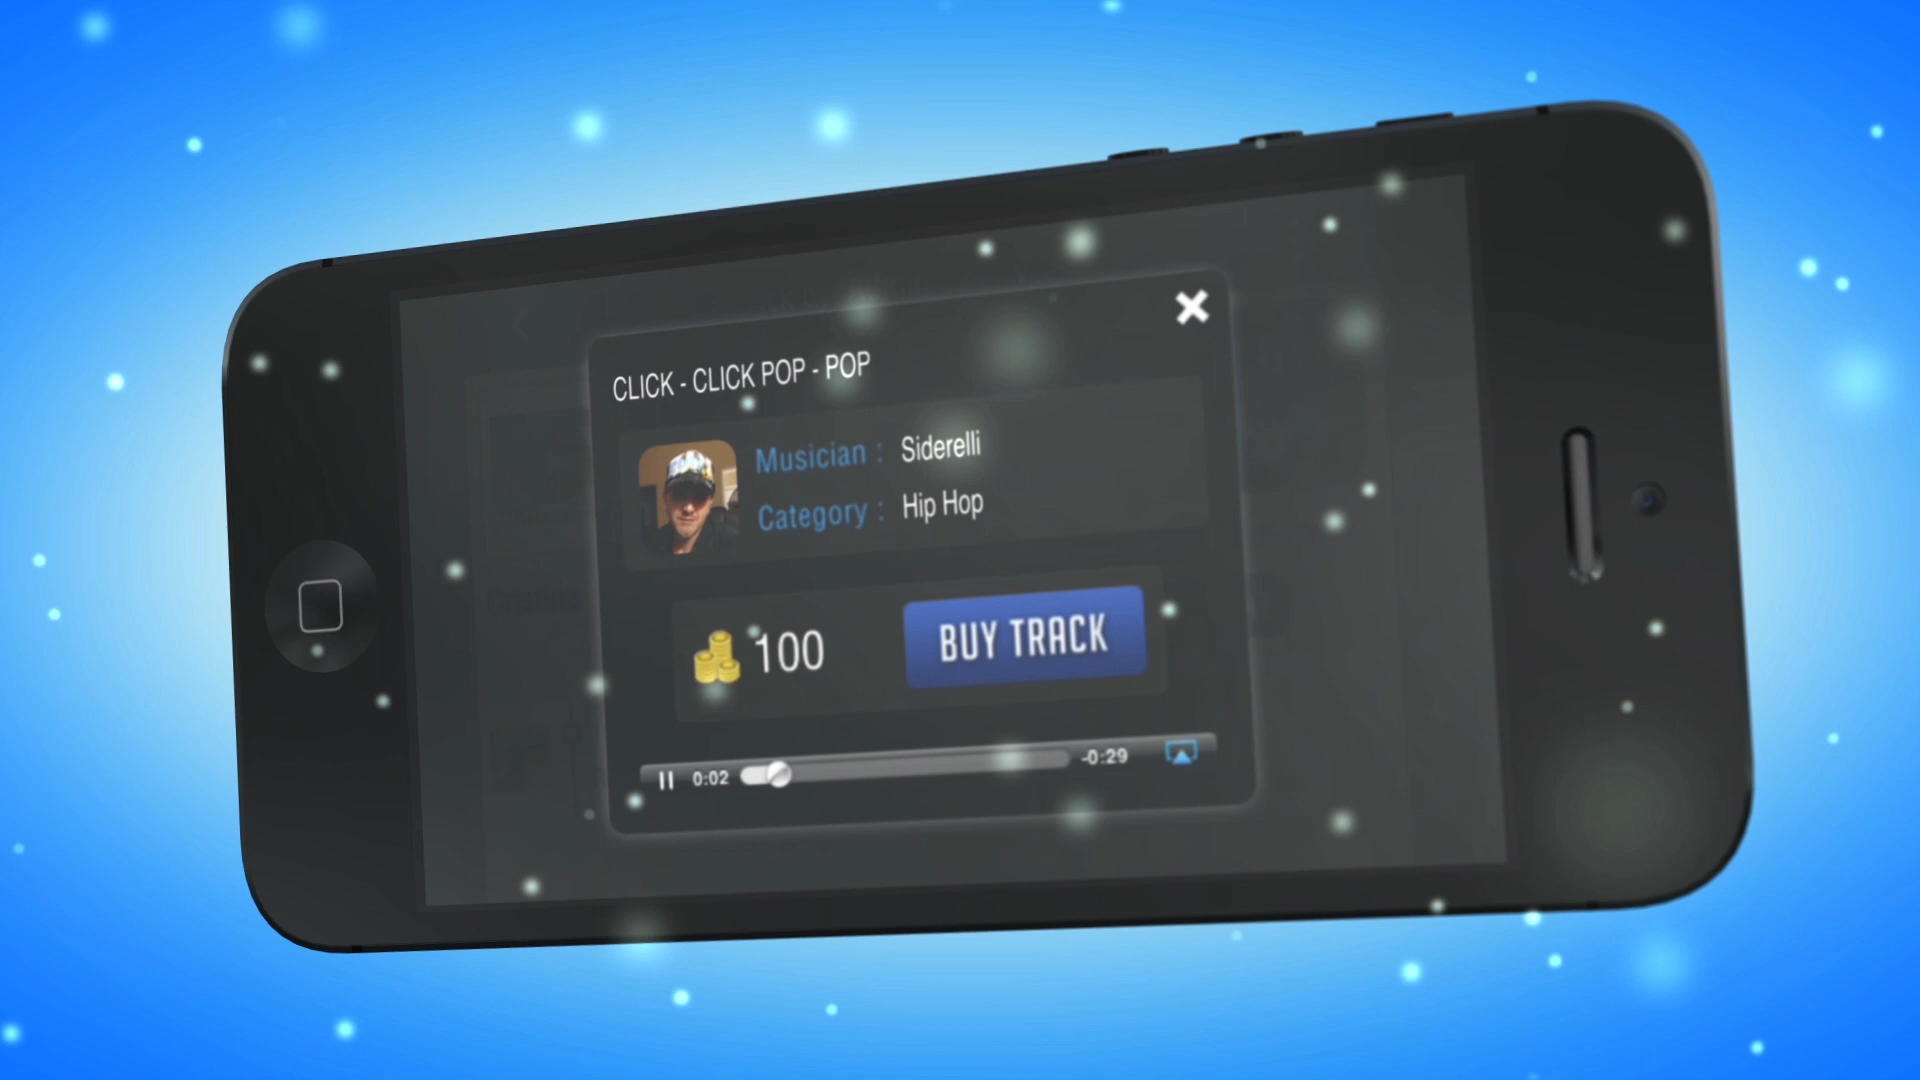 CLICK - CLICK POP - POP
Musician : Siderelli
Category : Hip Hop
100
BUY TRACK
0:02
-0:29